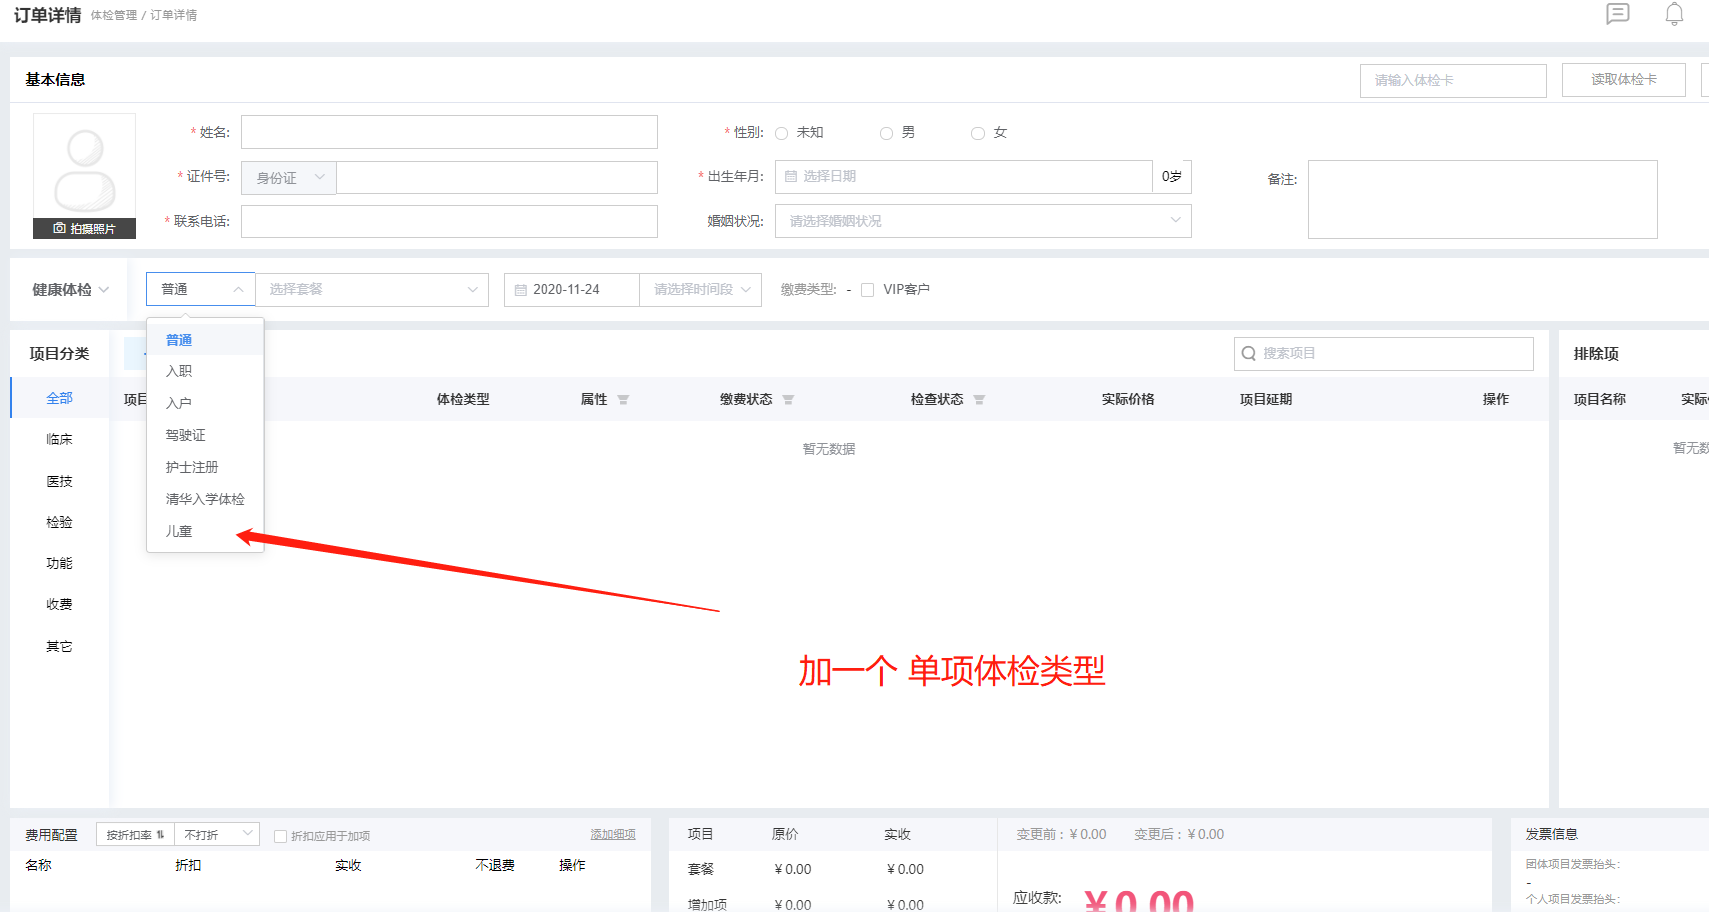 订单详情 体检管理 / 订单详情
基本信息 请输入体检卡 读取体检卡
* 姓名: * 性别: 未知 男 女
* 证件号: 身份证 * 出生年月: 选择日期 0岁 备注:
* 联系电话: 婚姻状况: 请选择婚姻状况
拍摄照片
健康体检 普通 选择套餐 2020-11-24 请选择时间段 缴费类型: - VIP客户
普通
入职
入户
驾驶证
护士注册
清华入学体检
儿童
项目分类 搜索项目 排除项
全部 体检类型 属性 缴费状态 检查状态 实际价格 项目延期 操作 项目名称
临床 暂无数据
医技
检验
功能
收费
其它
加一个 单项体检类型
费用配置 按折扣率 不打折 折扣应用于加项 添加细项
名称 折扣 实收 不退费 操作
项目 原价 实收 变更前：¥0.00 变更后：¥0.00
套餐 ¥0.00 ¥0.00
增加项 ¥0.00 ¥0.00
应收款: ¥0.00
发票信息
团体项目发票抬头:
-
个人项目发票抬头: